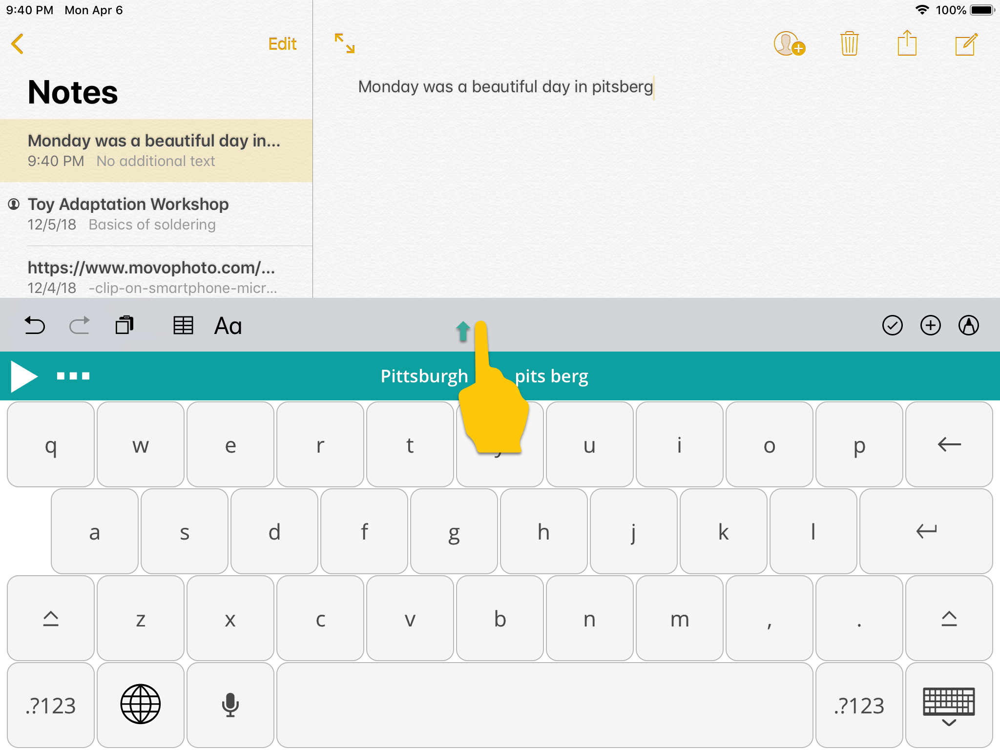 9:40 PM Mon Apr 6
100%
Edit
Notes
Monday was a beautiful day in...
9:40 PM No additional text
Toy Adaptation Workshop
12/5/18 Basics of soldering
https://www.movophoto.com/...
12/4/18 -clip-on-smartphone-micr...
Monday was a beautiful day in pitsberg
Aa
Pittsburgh pits berg
q w e r t y u i o p
a s d f g h j k l
z x c v b n m , .
.?123 .?123